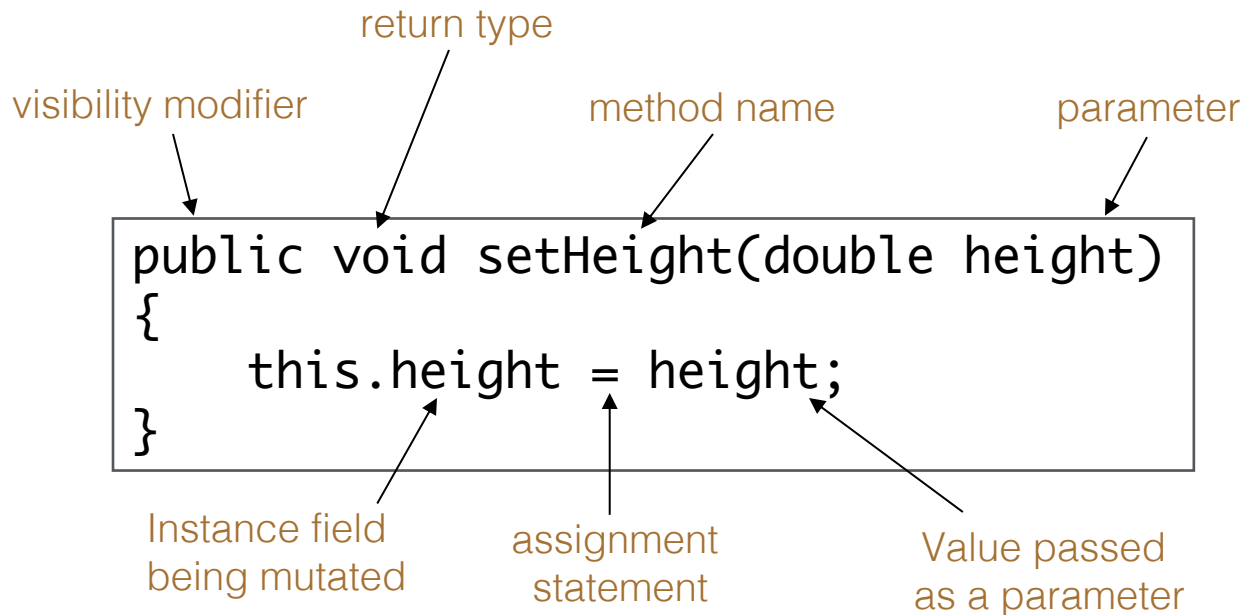 return type
visibility modifier
method name
parameter
public void setHeight(double height)
{
this.height = height;
}
Instance field
being mutated
assignment
statement
Value passed
as a parameter